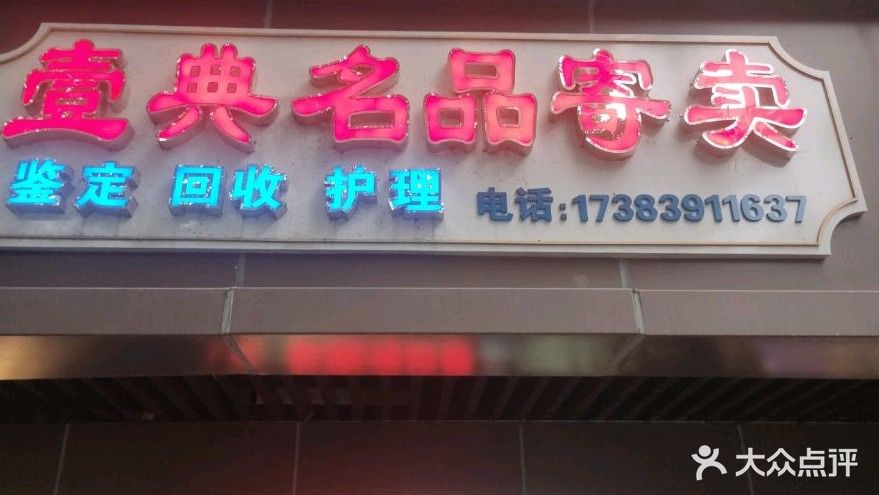 壹典名品寄卖
鉴定 回收 护理 电话:17383911637
大众点评